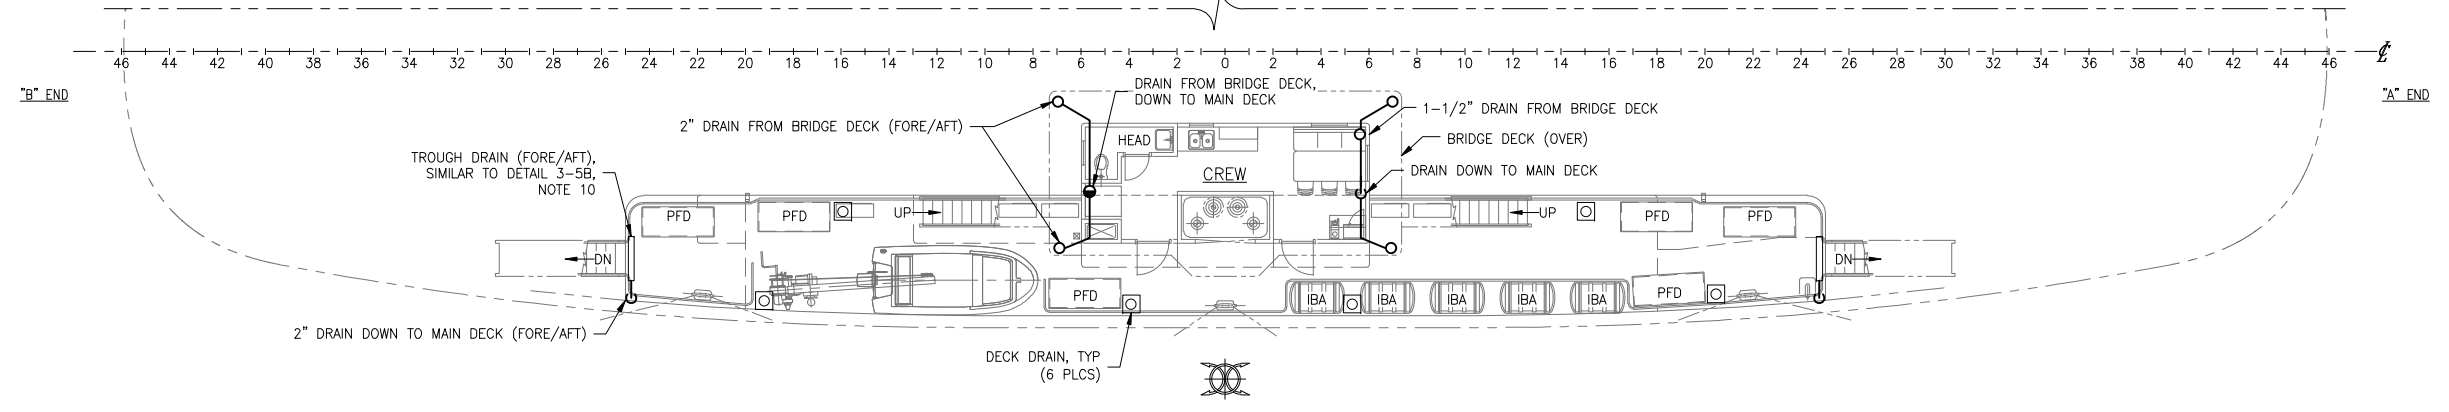 46 44 42 40 38 36 34 32 30 28 26 24 22 20 18 16 14 12 10 8 6 4 2 0 2 4 6 8 10 12 14 16 18 20 22 24 26 28 30 32 34 36 38 40 42 44 46
"B" END
"A" END
DRAIN FROM BRIDGE DECK,
DOWN TO MAIN DECK
2" DRAIN FROM BRIDGE DECK (FORE/AFT)
1-1/2" DRAIN FROM BRIDGE DECK
BRIDGE DECK (OVER)
HEAD
TROUGH DRAIN (FORE/AFT),
SIMILAR TO DETAIL 3-5B,
NOTE 10
CREW
DRAIN DOWN TO MAIN DECK
PFD
PFD
UP
UP
PFD
PFD
DN
DN
PFD
IBA
IBA
IBA
IBA
IBA
PFD
2" DRAIN DOWN TO MAIN DECK (FORE/AFT)
DECK DRAIN, TYP
(6 PLCS)